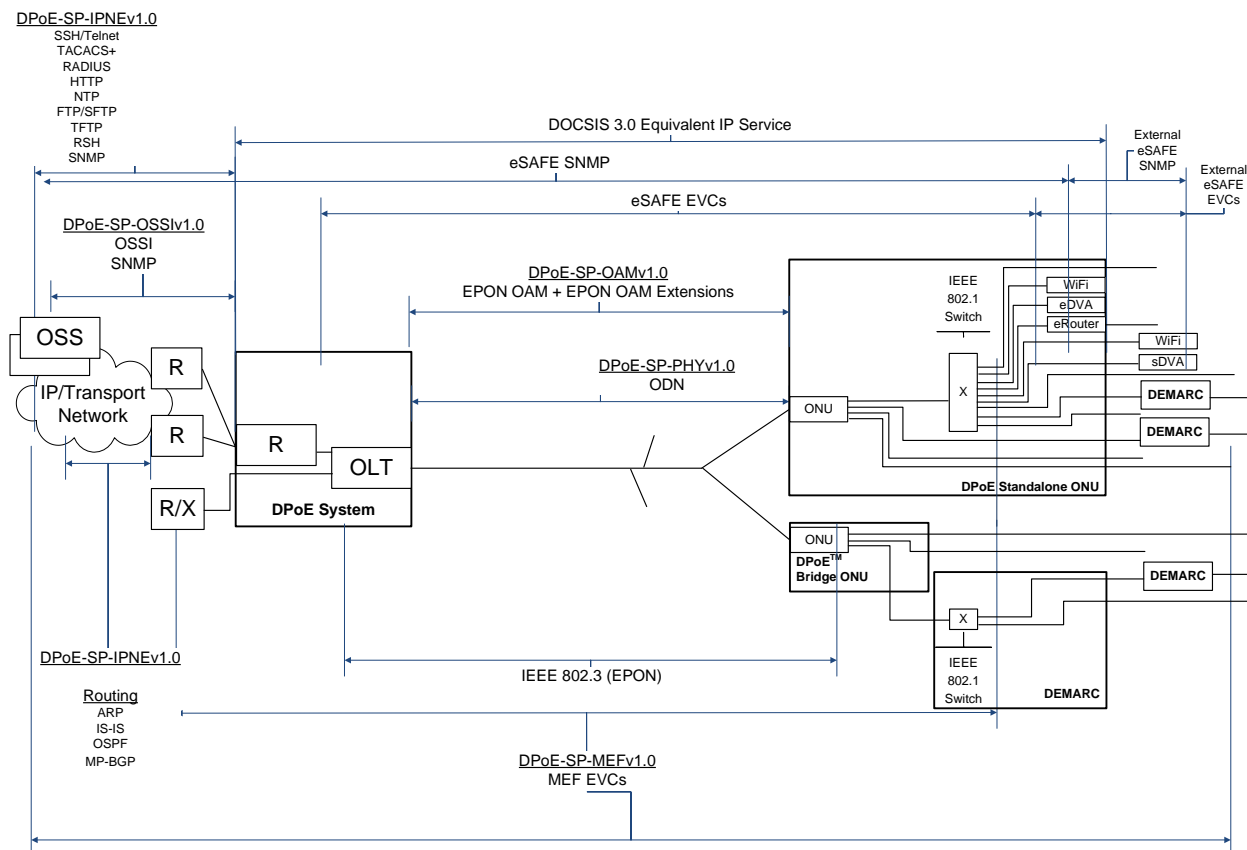 DPoE-SP-IPNEv1.0
SSH/Telnet
TACACS+
RADIUS
HTTP
NTP
FTP/SFTP
TFTP
RSH
SNMP
DOCSIS 3.0 Equivalent IP Service
External
eSAFE
SNMP
eSAFE SNMP
External
eSAFE
EVCs
eSAFE EVCs
DPoE-SP-OSSIv1.0
OSSI
SNMP
DPoE-SP-OAMv1.0
EPON OAM + EPON OAM Extensions
IEEE
802.1
Switch
WiFi
eDVA
eRouter
WiFi
sDVA
OSS
IP/Transport
Network
R
R
R/X
R
OLT
DPoE System
DPoE-SP-PHYv1.0
ODN
X
ONU
DEMARC
DEMARC
DPoE Standalone ONU
ONU
DPoE™
Bridge ONU
DEMARC
X
IEEE
802.1
Switch
DEMARC
DPoE-SP-IPNEv1.0
Routing
ARP
IS-IS
OSPF
MP-BGP
IEEE 802.3 (EPON)
DPoE-SP-MEFv1.0
MEF EVCs